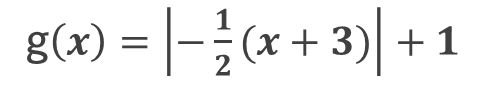 g(x) = |−1/2 (x + 3)| + 1